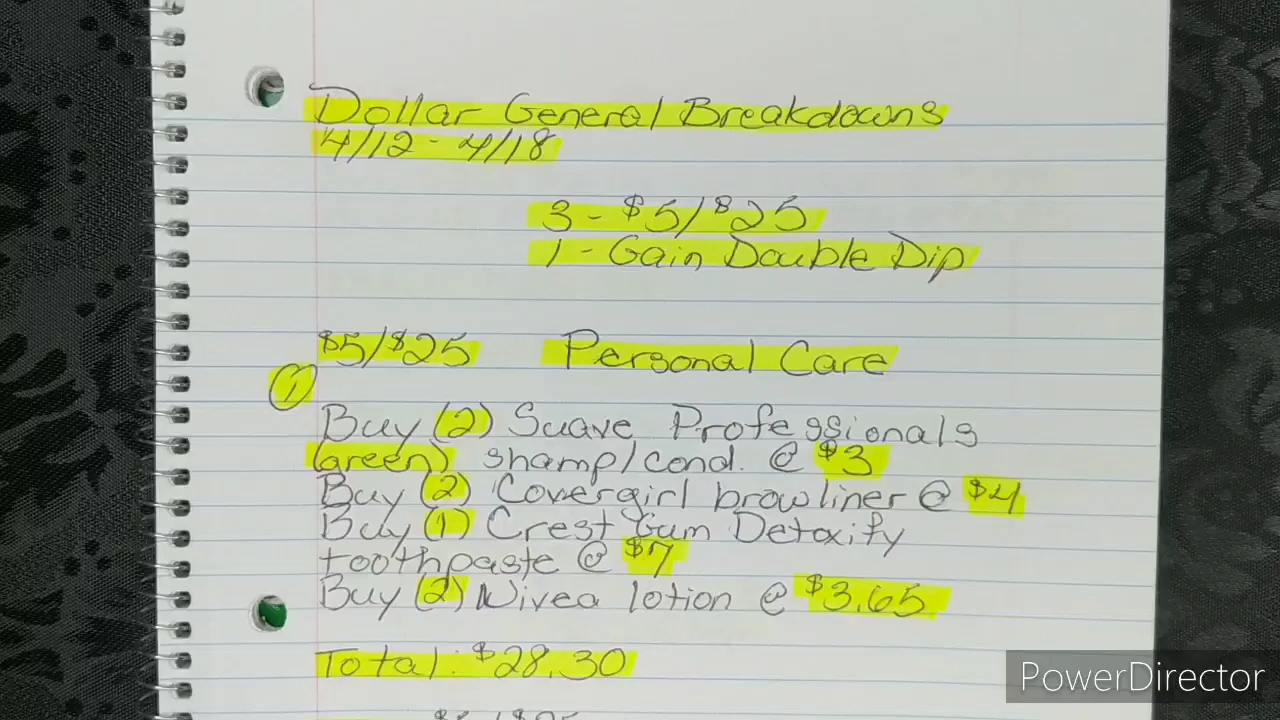 Dollar General Breakdowns
4/12 - 4/18
3 - $5/$25
1 - Gain Double Dip
$5/$25 Personal Care
1
Buy (2) Suave Professionals
(green) shamp/cond. @ $3
Buy (2) Covergirl browliner @ $4
Buy (1) Crest Gum Detoxify
toothpaste @ $7
Buy (2) Nivea lotion @ $3.65
Total: $28.30
PowerDirector